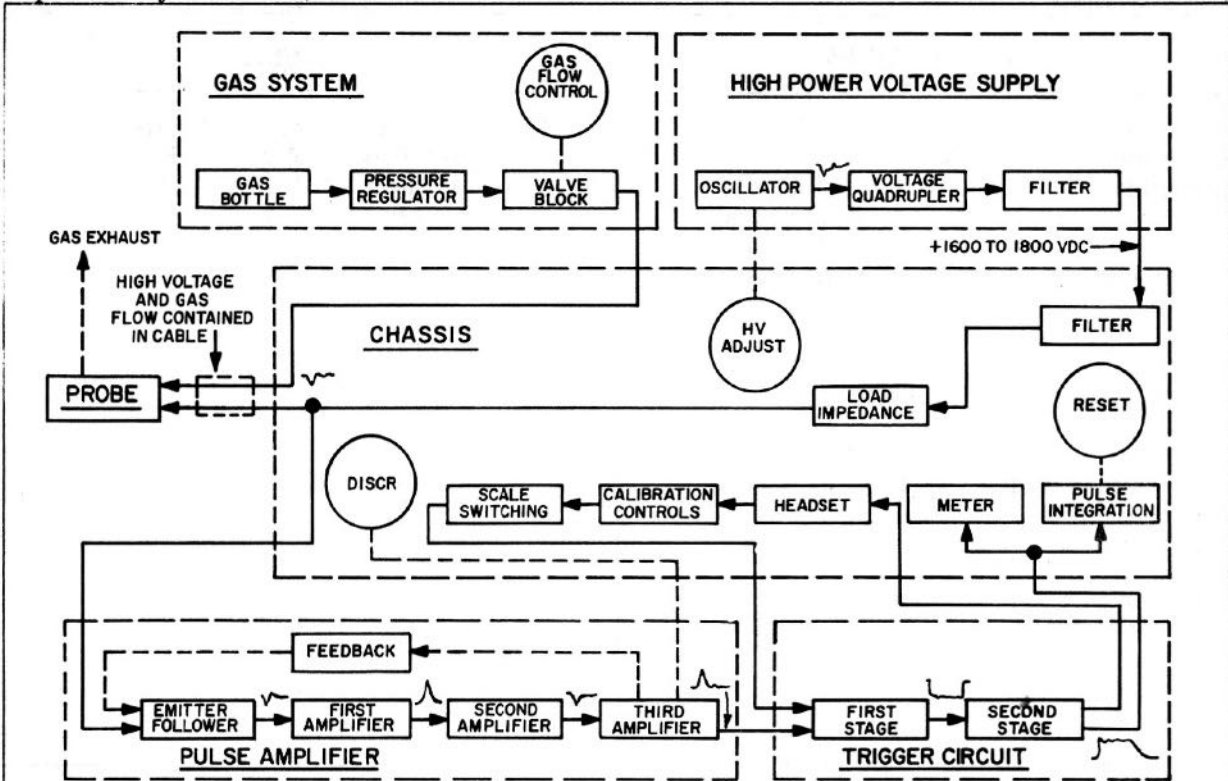 GAS SYSTEM
GAS
FLOW
CONTROL
GAS
BOTTLE
PRESSURE
REGULATOR
VALVE
BLOCK
HIGH POWER VOLTAGE SUPPLY
OSCILLATOR
VOLTAGE
QUADRUPLER
FILTER
+1600 TO 1800 VDC
GAS EXHAUST
HIGH VOLTAGE
AND GAS
FLOW CONTAINED
IN CABLE
PROBE
CHASSIS
HV
ADJUST
FILTER
LOAD
IMPEDANCE
RESET
DISCR
SCALE
SWITCHING
CALIBRATION
CONTROLS
HEADSET
METER
PULSE
INTEGRATION
FEEDBACK
EMITTER
FOLLOWER
FIRST
AMPLIFIER
SECOND
AMPLIFIER
THIRD
AMPLIFIER
PULSE AMPLIFIER
FIRST
STAGE
SECOND
STAGE
TRIGGER CIRCUIT